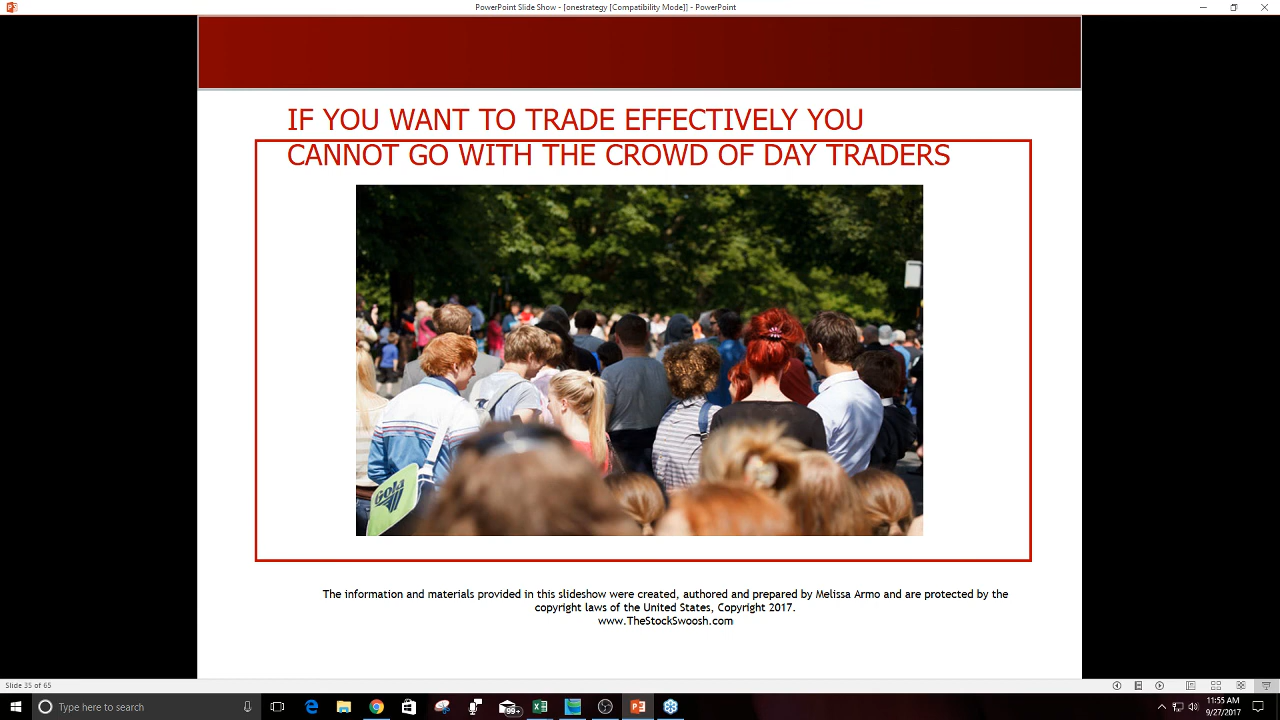 PowerPoint Slide Show - [onestrategy [Compatibility Mode]] - PowerPoint
IF YOU WANT TO TRADE EFFECTIVELY YOU
CANNOT GO WITH THE CROWD OF DAY TRADERS
Gola
The information and materials provided in this slideshow were created, authored and prepared by Melissa Armo and are protected by the
copyright laws of the United States, Copyright 2017.
www.TheStockSwoosh.com
Slide 35 of 65
Type here to search
99+
11:55 AM
9/27/2017